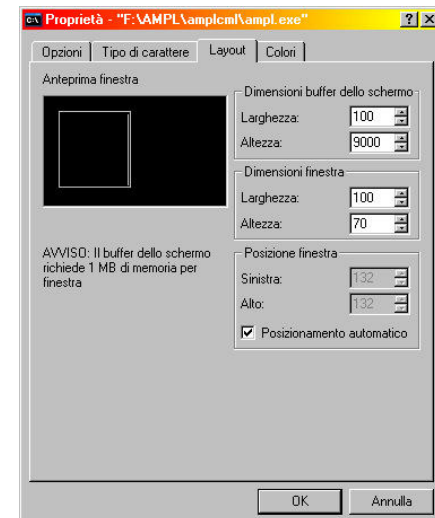 Proprietà - "F:\AMPL\amplcml\ampl.exe"
Opzioni Tipo di carattere Layout Colori
Anteprima finestra
Dimensioni buffer dello schermo
Larghezza: 100
Altezza: 9000
Dimensioni finestra
Larghezza: 100
Altezza: 70
AVVISO: Il buffer dello schermo
richiede 1 MB di memoria per
finestra
Posizione finestra
Sinistra: 132
Alto: 132
Posizionamento automatico
OK Annulla